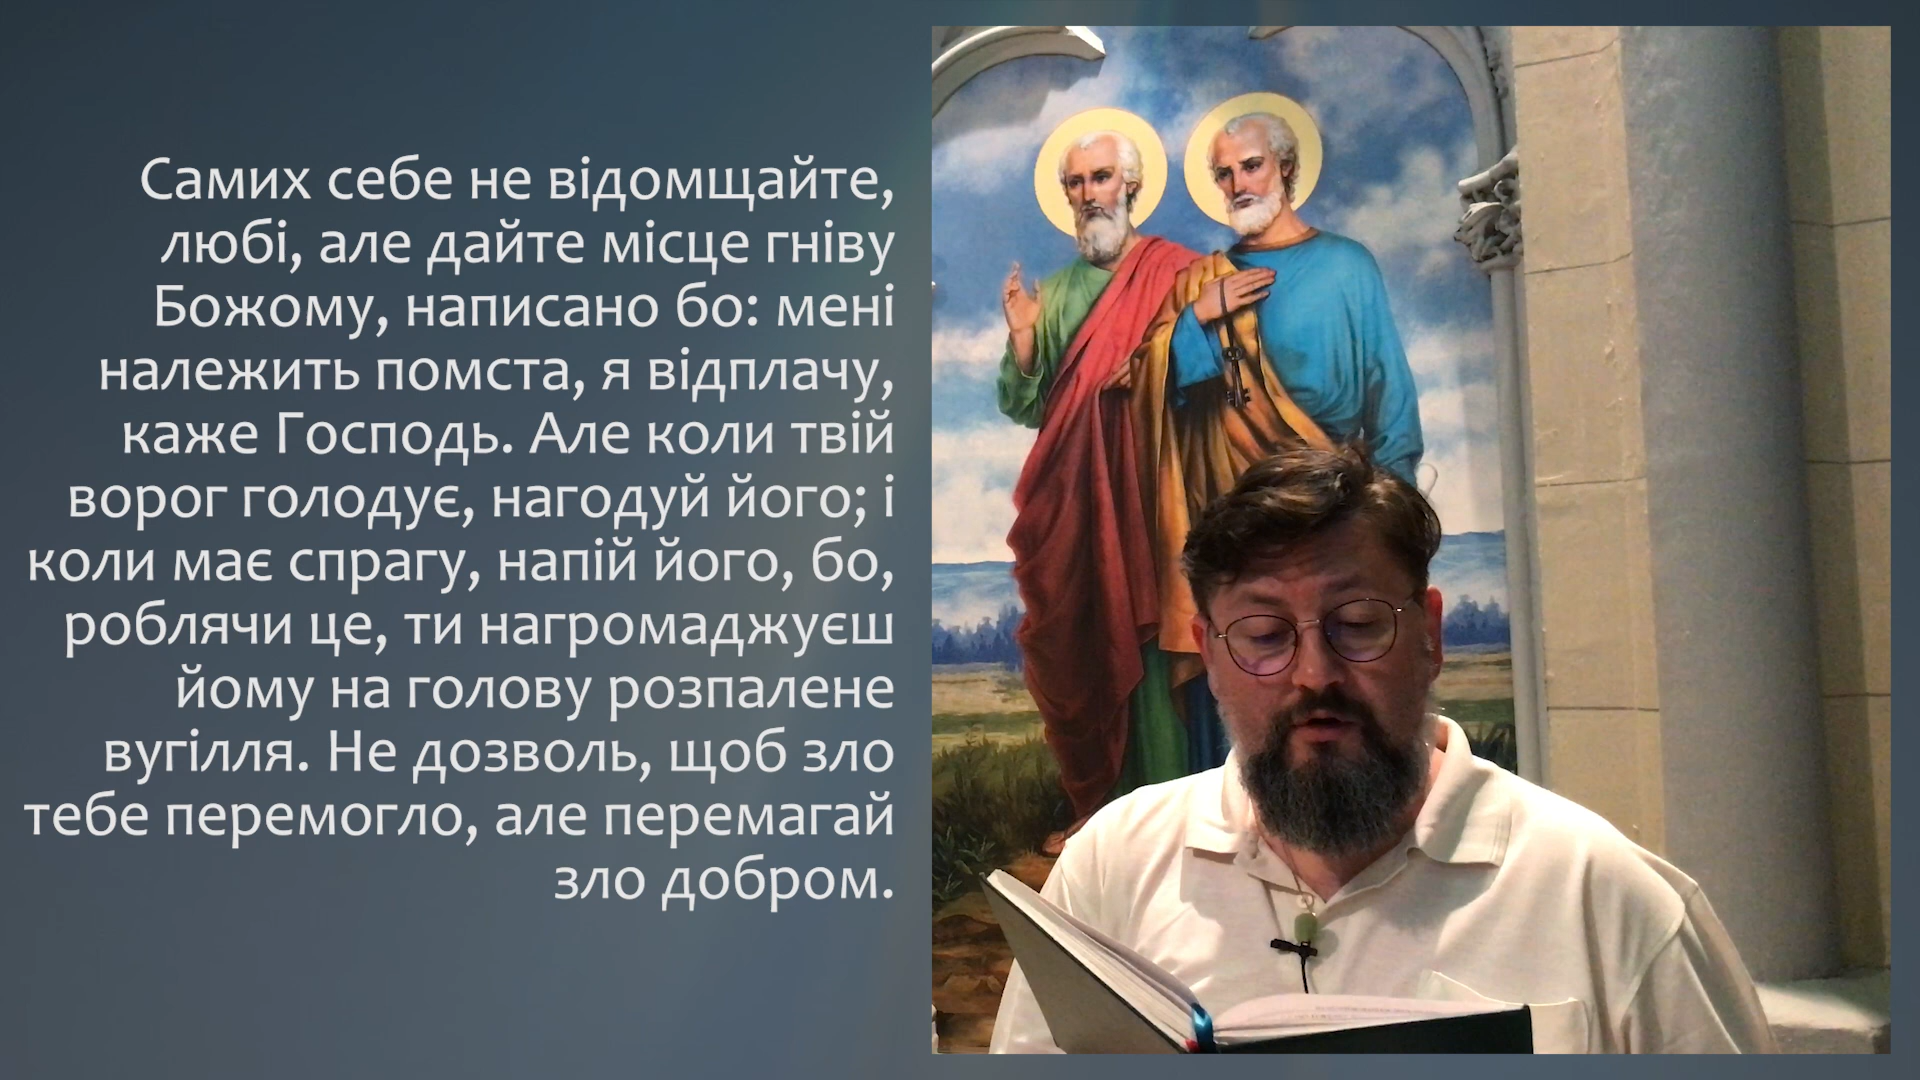 Самих себе не відомщайте,
любі, але дайте місце гніву
Божому, написано бо: мені
належить помста, я відплачу,
каже Господь. Але коли твій
ворог голодує, нагодуй його; і
коли має спрагу, напій його, бо,
роблячи це, ти нагромаджуєш
йому на голову розпалене
вугілля. Не дозволь, щоб зло
тебе перемогло, але перемагай
зло добром.